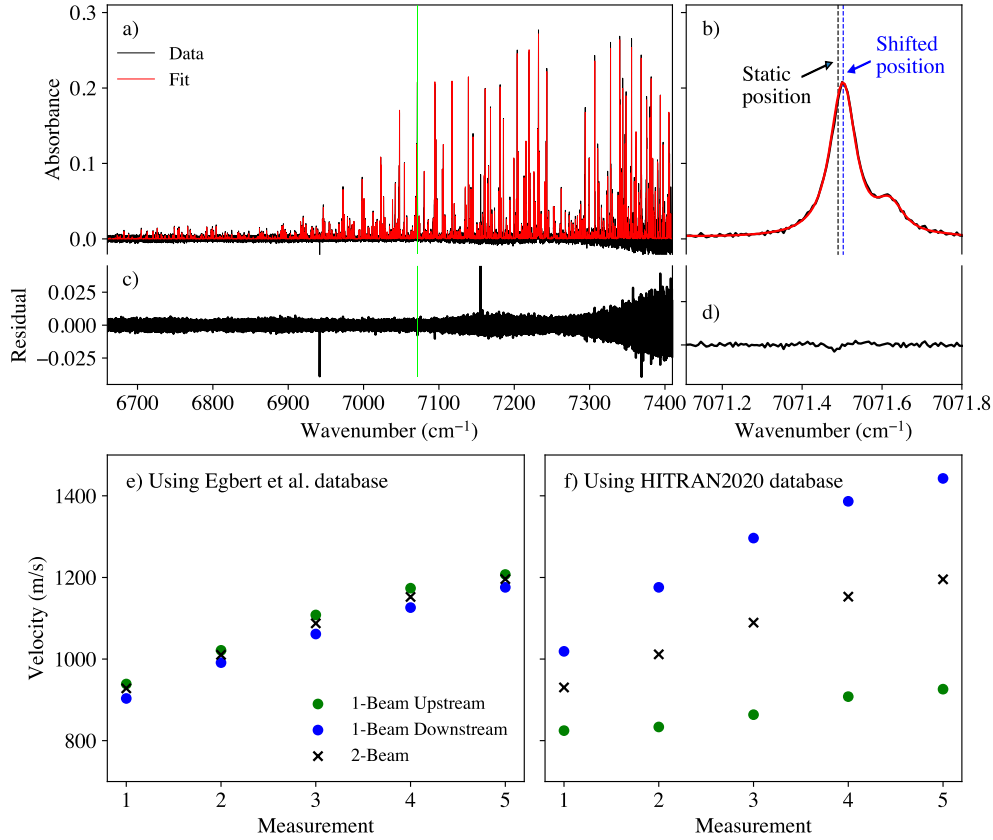 a)
Data
Fit
0.3
0.2
0.1
0.0
Absorbance
b)
Static
position
Shifted
position
c)
0.025
0.000
−0.025
Residual
d)
6700
6800
6900
7000
7100
7200
7300
7400
Wavenumber (cm⁻¹)
7071.2
7071.4
7071.6
7071.8
Wavenumber (cm⁻¹)
e) Using Egbert et al. database
f) Using HITRAN2020 database
1400
1200
1000
800
Velocity (m/s)
1-Beam Upstream
1-Beam Downstream
2-Beam
1
2
3
4
5
Measurement
1
2
3
4
5
Measurement